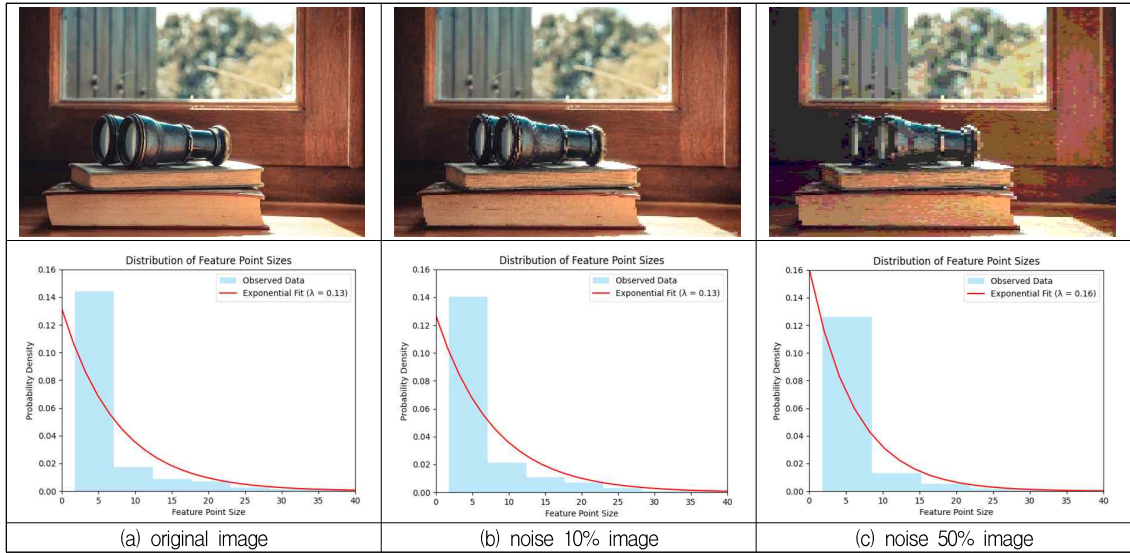 Distribution of Feature Point Sizes
Observed Data
Exponential Fit (λ = 0.13)
Probability Density
0.16
0.14
0.12
0.10
0.08
0.06
0.04
0.02
0.00
0 5 10 15 20 25 30 35 40
Feature Point Size
Distribution of Feature Point Sizes
Observed Data
Exponential Fit (λ = 0.13)
Probability Density
0.16
0.14
0.12
0.10
0.08
0.06
0.04
0.02
0.00
0 5 10 15 20 25 30 35 40
Feature Point Size
Distribution of Feature Point Sizes
Observed Data
Exponential Fit (λ = 0.16)
Probability Density
0.16
0.14
0.12
0.10
0.08
0.06
0.04
0.02
0.00
0 5 10 15 20 25 30 35 40
Feature Point Size
(a) original image
(b) noise 10% image
(c) noise 50% image